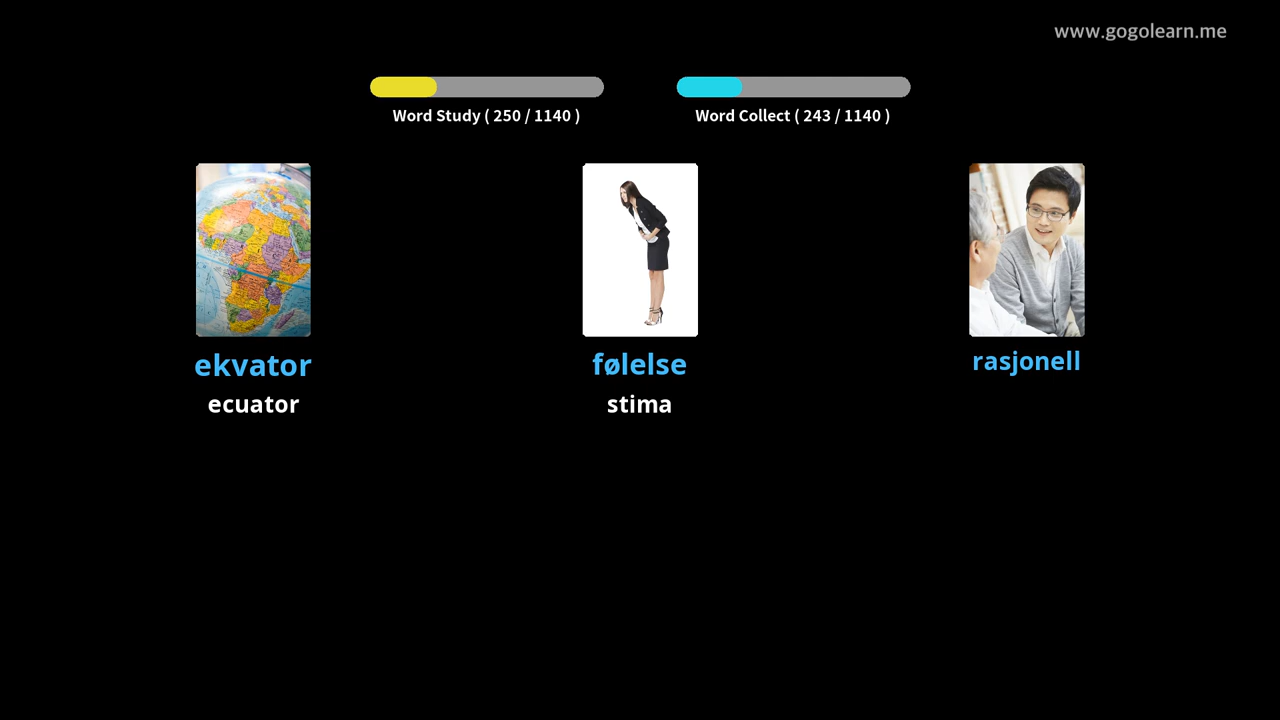 www.gogolearn.me
Word Study ( 250 / 1140 )
Word Collect ( 243 / 1140 )
ekvator
følelse
rasjonell
ecuator
stima